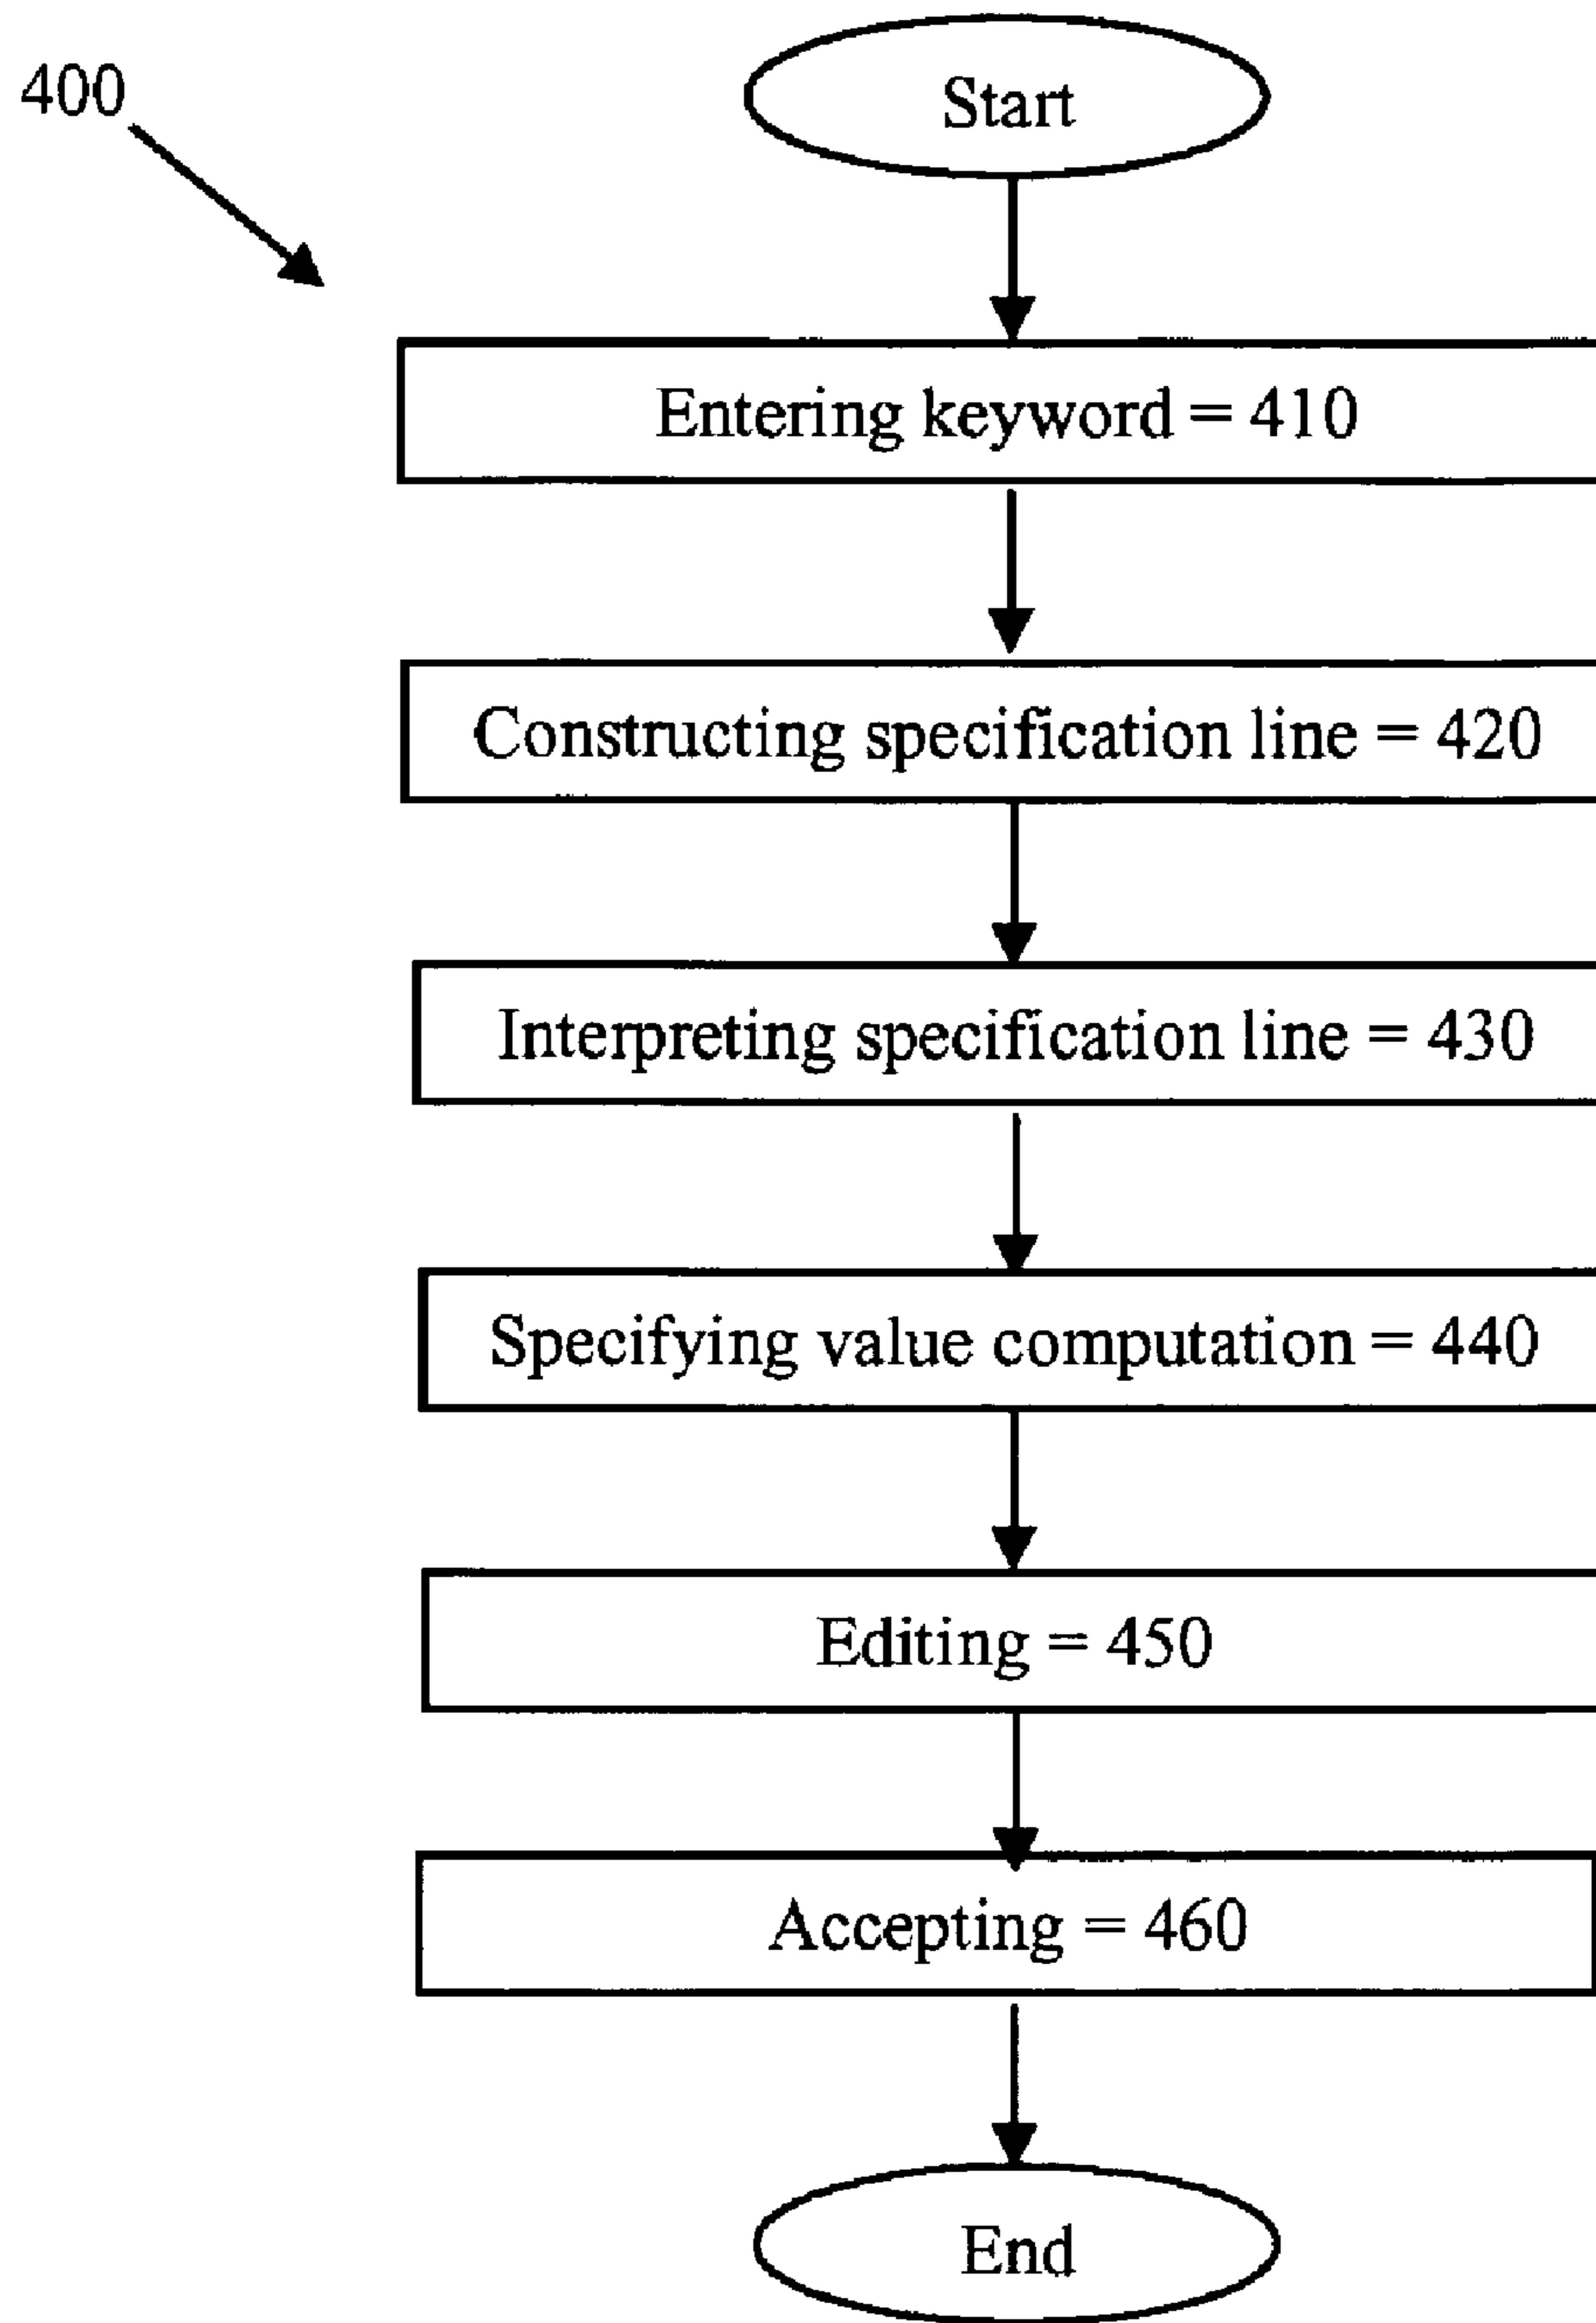 400
Start
Entering keyword = 410
Constructing specification line = 420
Interpreting specification line = 430
Specifying value computation = 440
Editing = 450
Accepting = 460
End